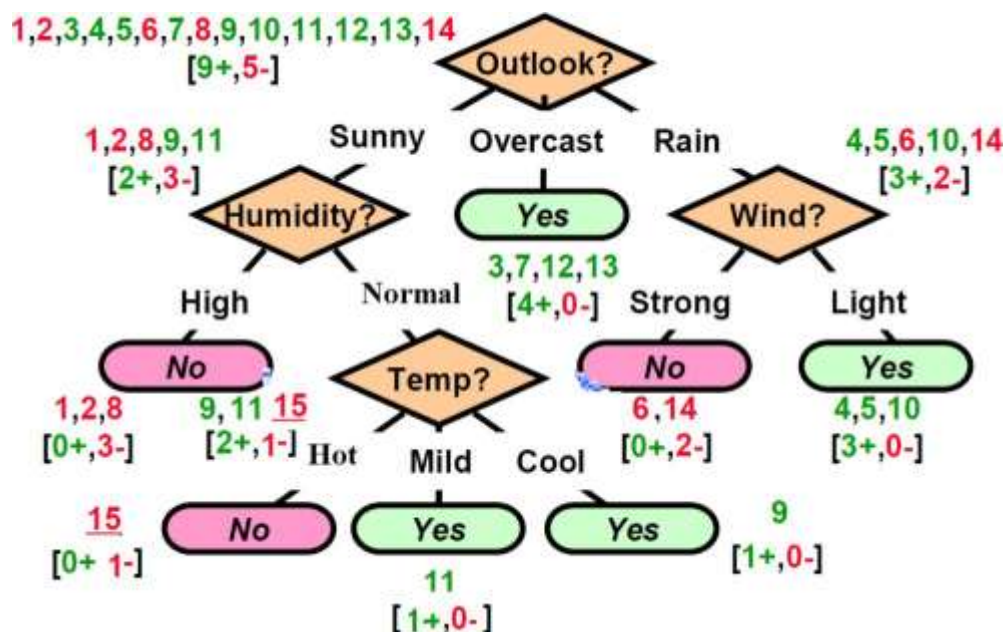 1,2,3,4,5,6,7,8,9,10,11,12,13,14
[9+,5-]
Outlook?
Sunny
Overcast
Rain
1,2,8,9,11
[2+,3-]
4,5,6,10,14
[3+,2-]
Humidity?
Yes
Wind?
3,7,12,13
[4+,0-]
High
Normal
Strong
Light
No
Temp?
No
Yes
1,2,8
[0+,3-]
9, 11 15
[2+,1-]
6,14
[0+,2-]
4,5,10
[3+,0-]
Hot
Mild
Cool
15
[0+ 1-]
No
Yes
Yes
9
[1+,0-]
11
[1+,0-]